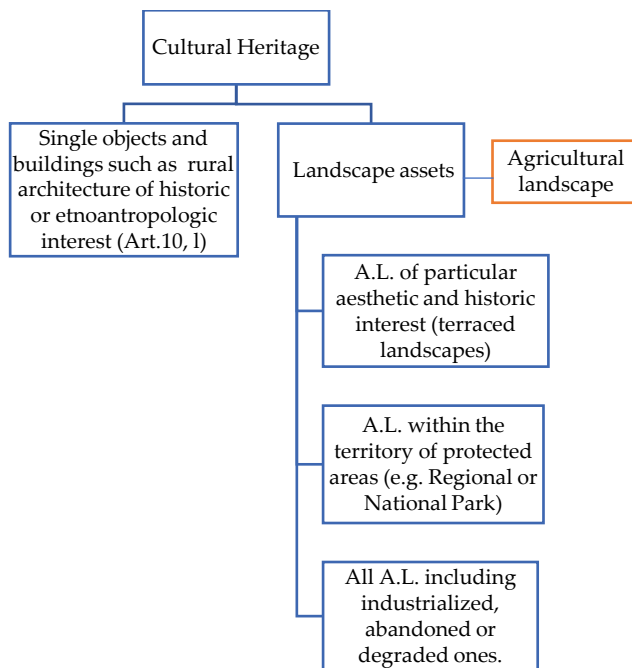 Cultural Heritage
Single objects and
buildings such as rural
architecture of historic
or etnoantropologic
interest (Art.10, l)
Landscape assets
Agricultural
landscape
A.L. of particular
aesthetic and historic
interest (terraced
landscapes)
A.L. within the
territory of protected
areas (e.g. Regional or
National Park)
All A.L. including
industrialized,
abandoned or
degraded ones.